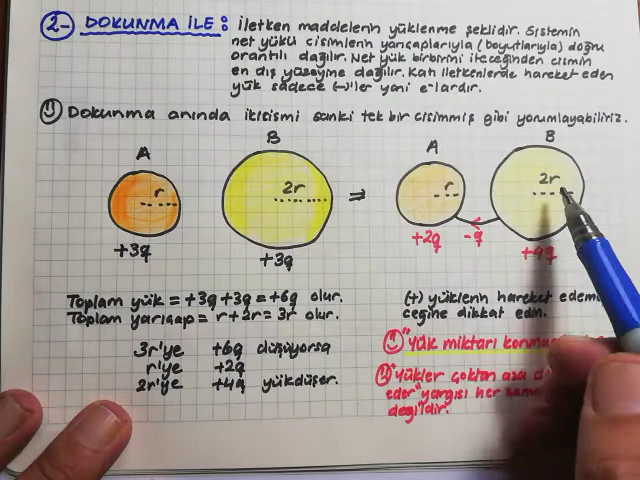 2- DOKUNMA İLE: İletken maddelerin yüklenme şeklidir. Sistemin
net yükü cisimlerin yarıçaplarıyla (boyutlarıyla) doğru
orantılı dağılır. Net yük birbirini iteceğinden cismin
en dış yüzeyine dağılır. Katı iletkenlerde hareket eden
yük sadece (-)'ler yani e-lardır.
Dokunma anında iki cismi sanki tek bir cisimmiş gibi yorumlayabiliriz.
A B A B
r 2r ⇒ r 2r
+3q +3q +2q -q +4q
Toplam yük = +3q +3q = +6q olur.
Toplam yarıçap = r + 2r = 3r olur.
3r'ye +6q düşüyorsa
r'ye +2q
2r'ye +4q yük düşer.
(+) yüklerin hareket
ceğine dikkat edin.
"Yük miktarı
"Yükler çoktan aza
eder" yargısı her
değildir.